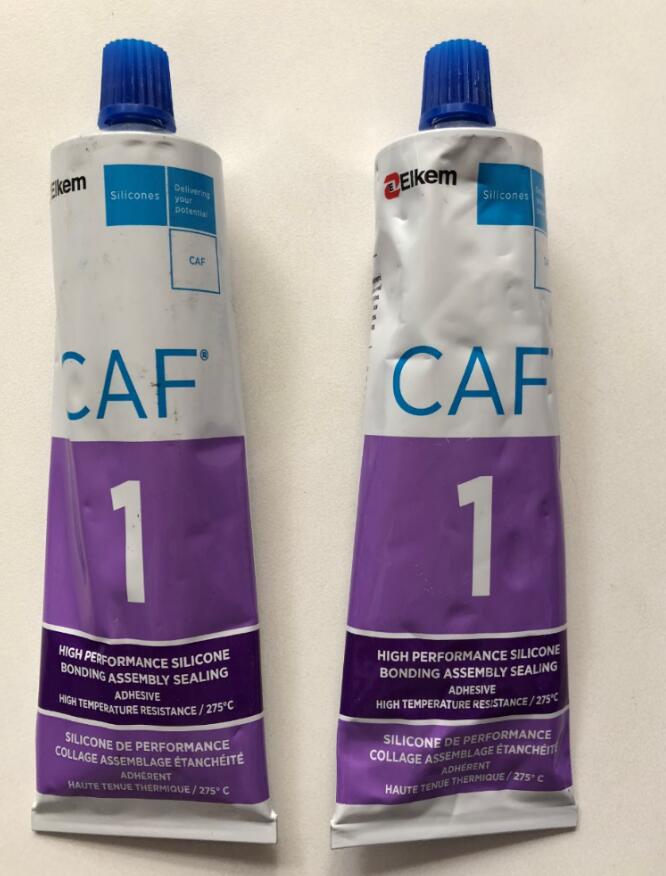 Elkem
Silicones
Delivering
your
potential
CAF
CAF®
1
HIGH PERFORMANCE SILICONE
BONDING ASSEMBLY SEALING
ADHESIVE
HIGH TEMPERATURE RESISTANCE / 275°C
SILICONE DE PERFORMANCE
COLLAGE ASSEMBLAGE ÉTANCHÉITÉ
ADHÉRENT
HAUTE TENUE THERMIQUE / 275° C
Elkem
Silicones
CAF
1
HIGH PERFORMANCE SILICONE
BONDING ASSEMBLY SEALING
ADHESIVE
HIGH TEMPERATURE RESISTANCE / 275°C
SILICONE DE PERFORMANCE
COLLAGE ASSEMBLAGE ÉTANCHÉITÉ
ADHÉRENT
HAUTE TENUE THERMIQUE / 275° C